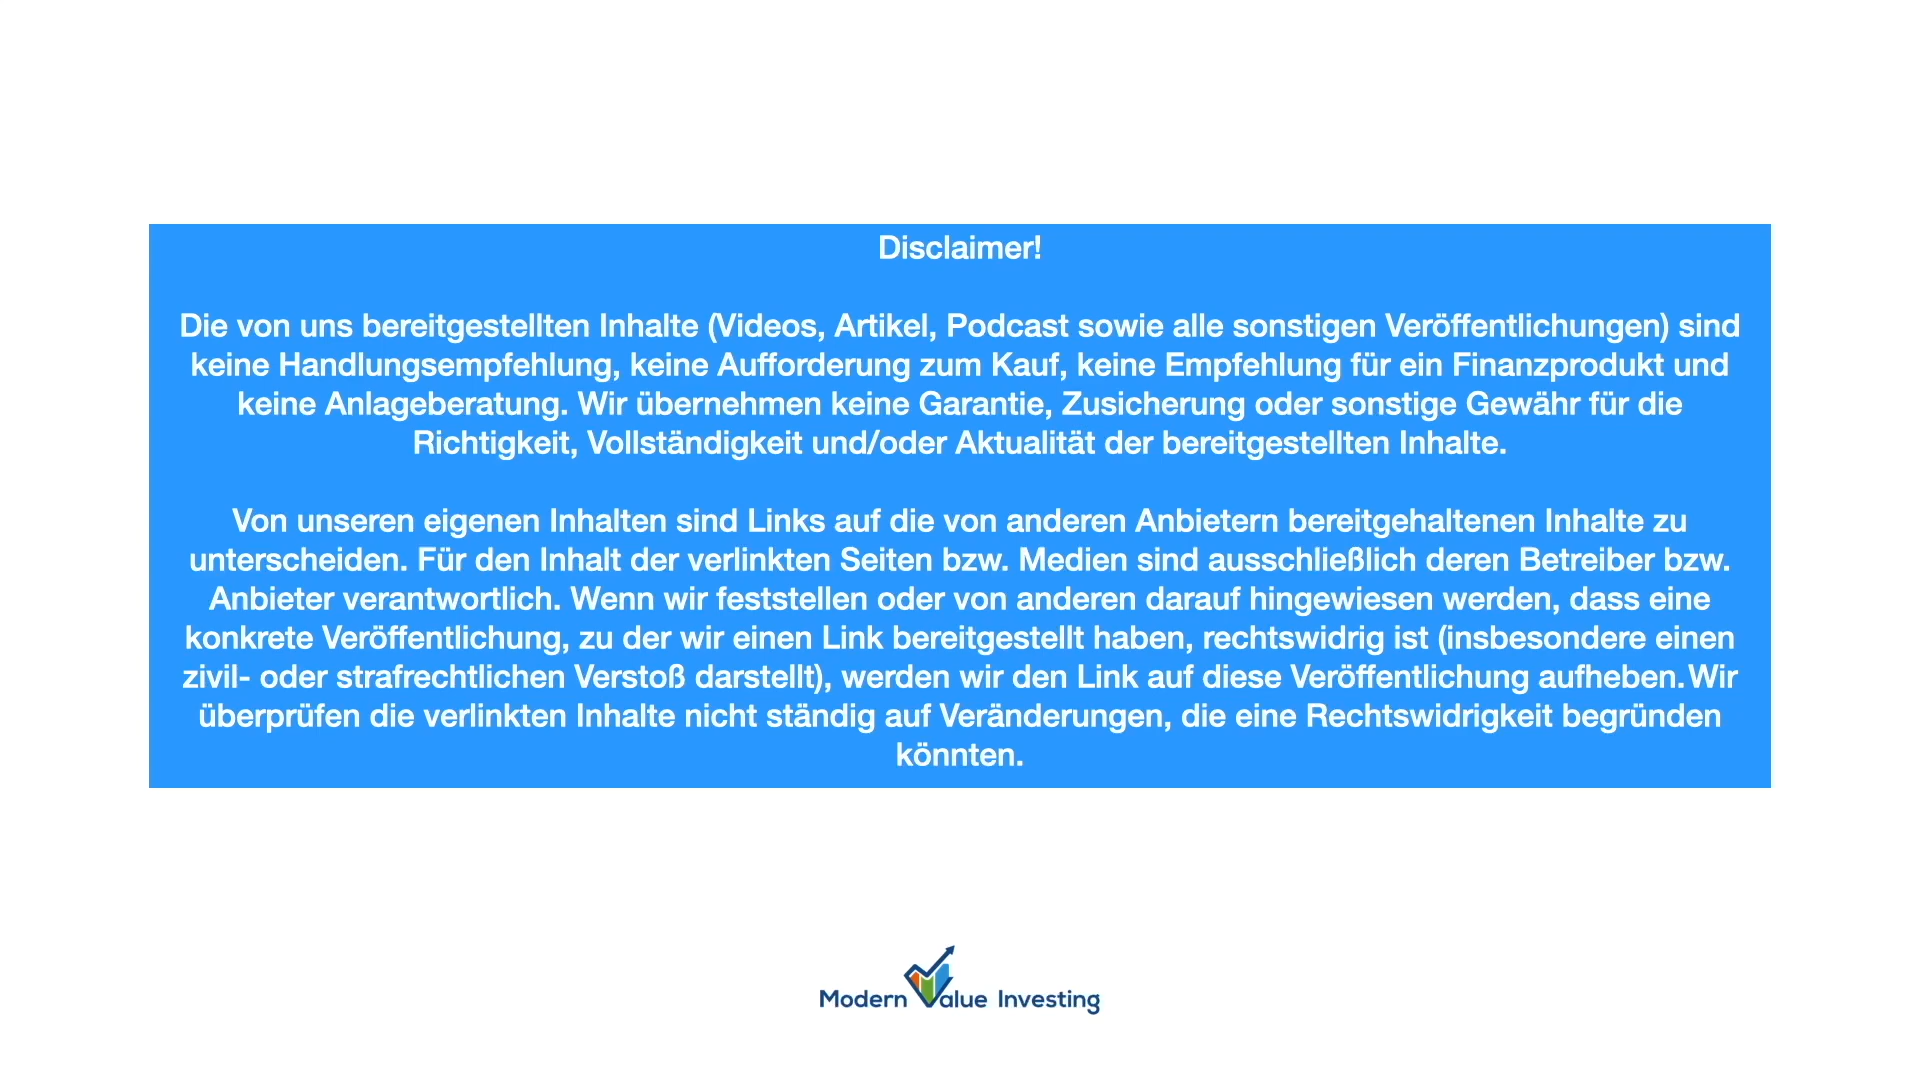 Disclaimer!
Die von uns bereitgestellten Inhalte (Videos, Artikel, Podcast sowie alle sonstigen Veröffentlichungen) sind
keine Handlungsempfehlung, keine Aufforderung zum Kauf, keine Empfehlung für ein Finanzprodukt und
keine Anlageberatung. Wir übernehmen keine Garantie, Zusicherung oder sonstige Gewähr für die
Richtigkeit, Vollständigkeit und/oder Aktualität der bereitgestellten Inhalte.
Von unseren eigenen Inhalten sind Links auf die von anderen Anbietern bereitgehaltenen Inhalte zu
unterscheiden. Für den Inhalt der verlinkten Seiten bzw. Medien sind ausschließlich deren Betreiber bzw.
Anbieter verantwortlich. Wenn wir feststellen oder von anderen darauf hingewiesen werden, dass eine
konkrete Veröffentlichung, zu der wir einen Link bereitgestellt haben, rechtswidrig ist (insbesondere einen
zivil- oder strafrechtlichen Verstoß darstellt), werden wir den Link auf diese Veröffentlichung aufheben. Wir
überprüfen die verlinkten Inhalte nicht ständig auf Veränderungen, die eine Rechtswidrigkeit begründen
könnten.
Modern Value Investing